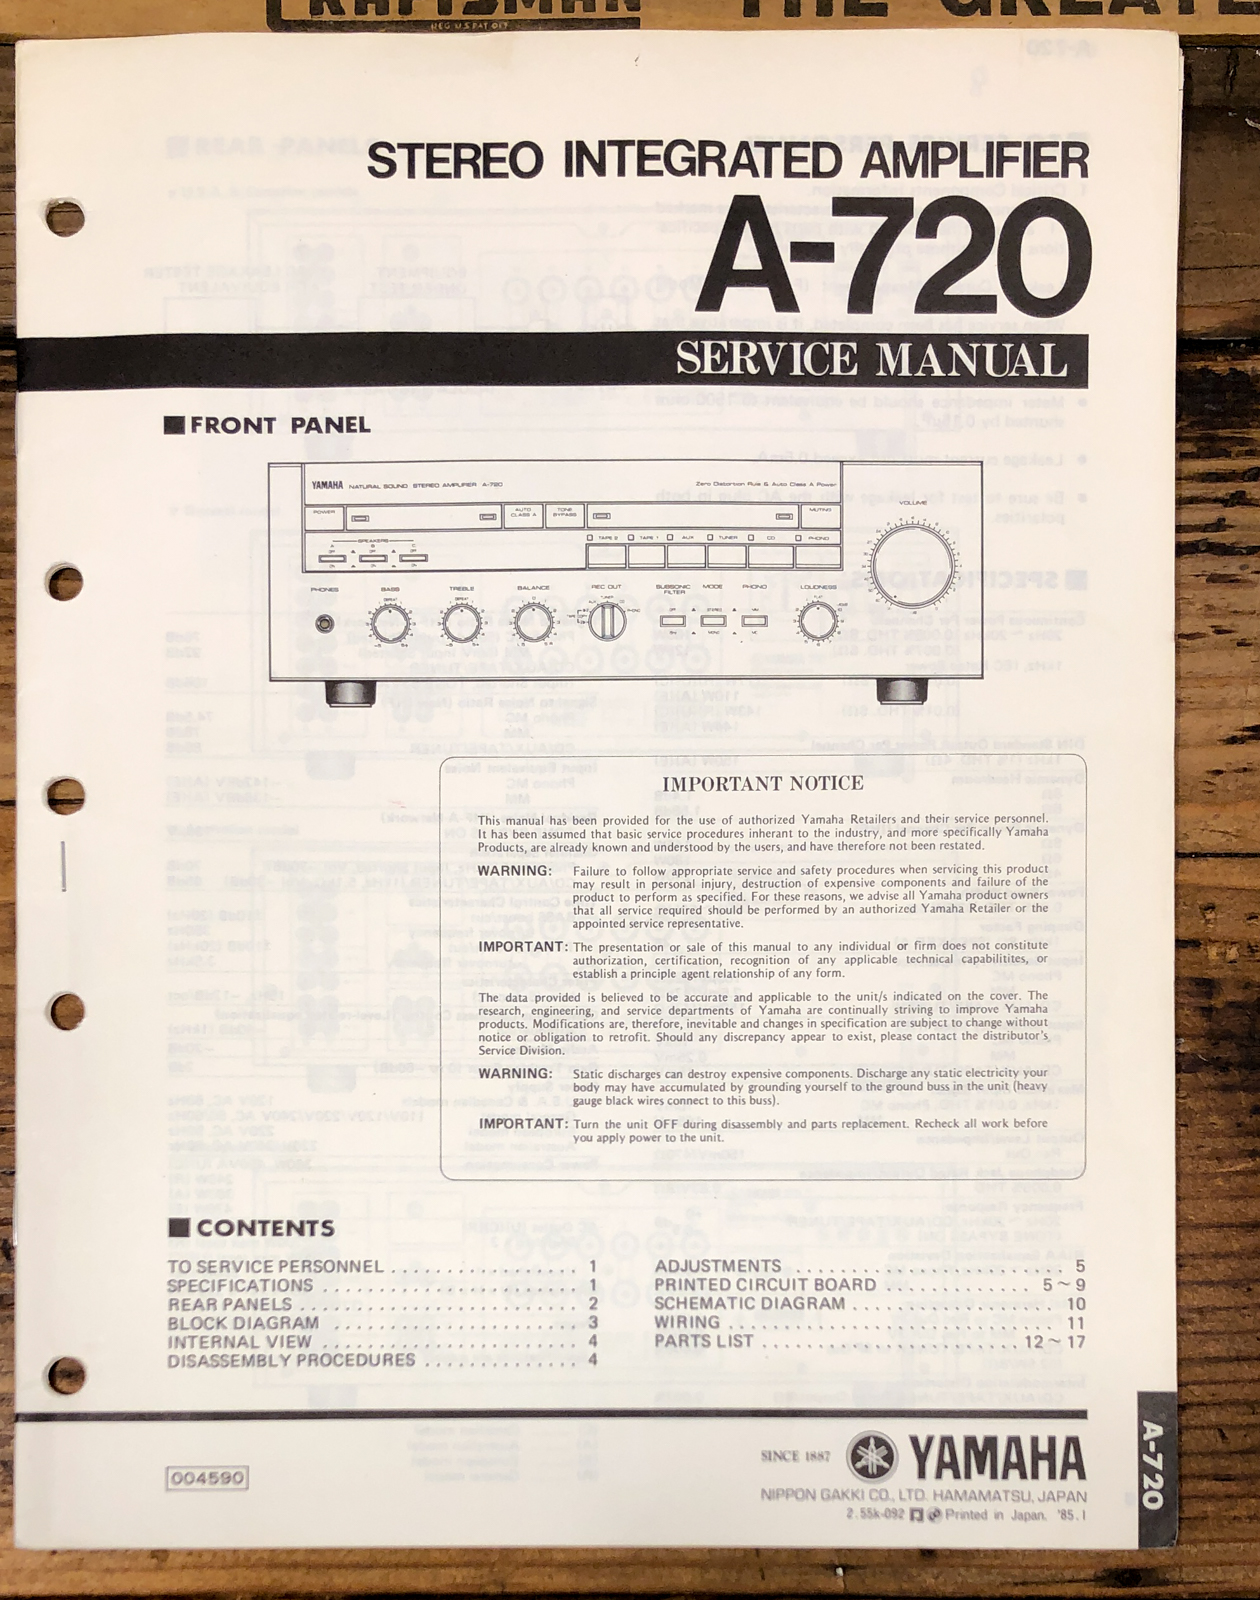 CRAFTSMAN
REG US PAT OFF
THE GREATE
STEREO INTEGRATED AMPLIFIER
A-720
SERVICE MANUAL
FRONT PANEL
YAMAHA NATURAL SOUND STEREO AMPLIFIER A-720
Zero Distortion Rule & Auto Class A Power
POWER
AUTO CLASS A
TONE BYPASS
MUTING
VOLUME
SPEAKERS
A B C
TAPE 2 TAPE 1 AUX TUNER CD PHONO
PHONES BASS TREBLE BALANCE REC OUT SUBSONIC FILTER MODE PHONO LOUDNESS
IMPORTANT NOTICE
This manual has been provided for the use of authorized Yamaha Retailers and their service personnel.
It has been assumed that basic service procedures inherant to the industry, and more specifically Yamaha
Products, are already known and understood by the users, and have therefore not been restated.
WARNING: Failure to follow appropriate service and safety procedures when servicing this product
may result in personal injury, destruction of expensive components and failure of the
product to perform as specified. For these reasons, we advise all Yamaha product owners
that all service required should be performed by an authorized Yamaha Retailer or the
appointed service representative.
IMPORTANT: The presentation or sale of this manual to any individual or firm does not constitute
authorization, certification, recognition of any applicable technical capabilitites, or
establish a principle agent relationship of any form.
The data provided is believed to be accurate and applicable to the unit/s indicated on the cover. The
research, engineering, and service departments of Yamaha are continually striving to improve Yamaha
products. Modifications are, therefore, inevitable and changes in specification are subject to change without
notice or obligation to retrofit. Should any discrepancy appear to exist, please contact the distributor's
Service Division.
WARNING: Static discharges can destroy expensive components. Discharge any static electricity your
body may have accumulated by grounding yourself to the ground buss in the unit (heavy
gauge black wires connect to this buss).
IMPORTANT: Turn the unit OFF during disassembly and parts replacement. Recheck all work before
you apply power to the unit.
CONTENTS
TO SERVICE PERSONNEL . . . . . . . . . . . . . . . . . 1
SPECIFICATIONS . . . . . . . . . . . . . . . . . . . . . . 1
REAR PANELS . . . . . . . . . . . . . . . . . . . . . . . . 2
BLOCK DIAGRAM . . . . . . . . . . . . . . . . . . . . . 3
INTERNAL VIEW . . . . . . . . . . . . . . . . . . . . . . 4
DISASSEMBLY PROCEDURES . . . . . . . . . . . . . . 4
ADJUSTMENTS . . . . . . . . . . . . . . . . . . . . . . . 5
PRINTED CIRCUIT BOARD . . . . . . . . . . . . . 5 ~ 9
SCHEMATIC DIAGRAM . . . . . . . . . . . . . . . . . 10
WIRING . . . . . . . . . . . . . . . . . . . . . . . . . . . 11
PARTS LIST . . . . . . . . . . . . . . . . . . . . . 12 ~ 17
004590
SINCE 1887
YAMAHA
NIPPON GAKKI CO., LTD. HAMAMATSU, JAPAN
2.55k-092 Printed in Japan. '85.1
A-720